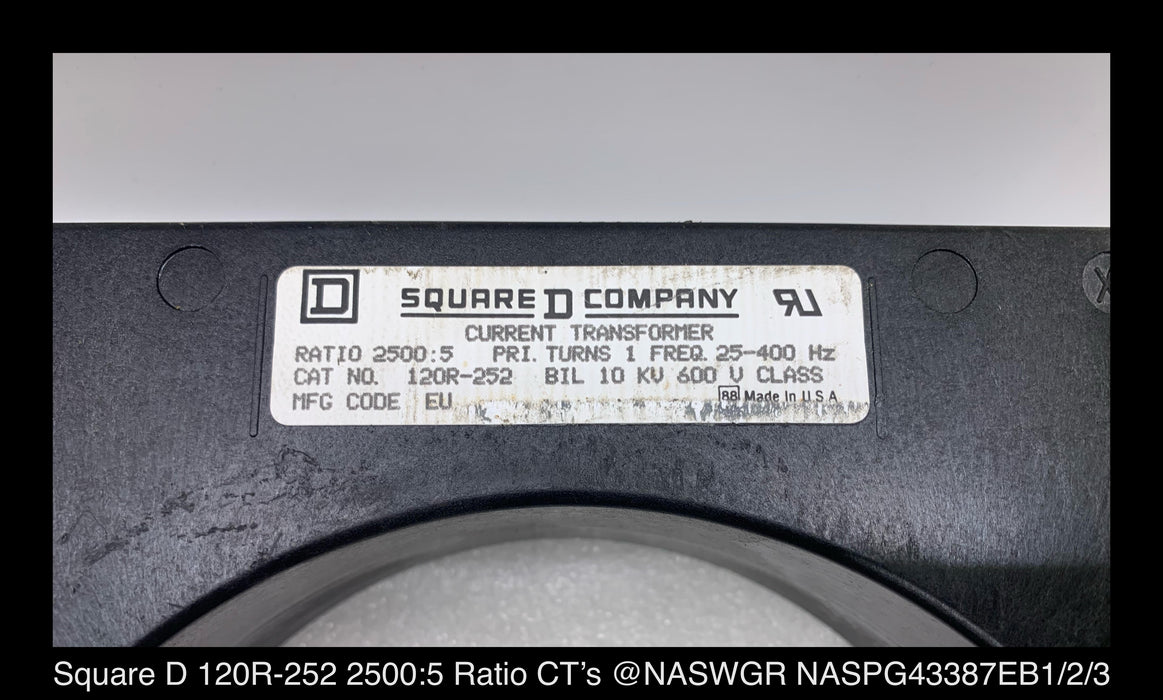 D
SQUARE D COMPANY
CURRENT TRANSFORMER
RATIO 2500:5 PRI. TURNS 1 FREQ. 25-400 Hz
CAT NO. 120R-252 BIL 10 KV 600 V CLASS
MFG CODE EU
88 Made In U S A
X
Square D 120R-252 2500:5 Ratio CT’s @NASWGR NASPG43387EB1/2/3